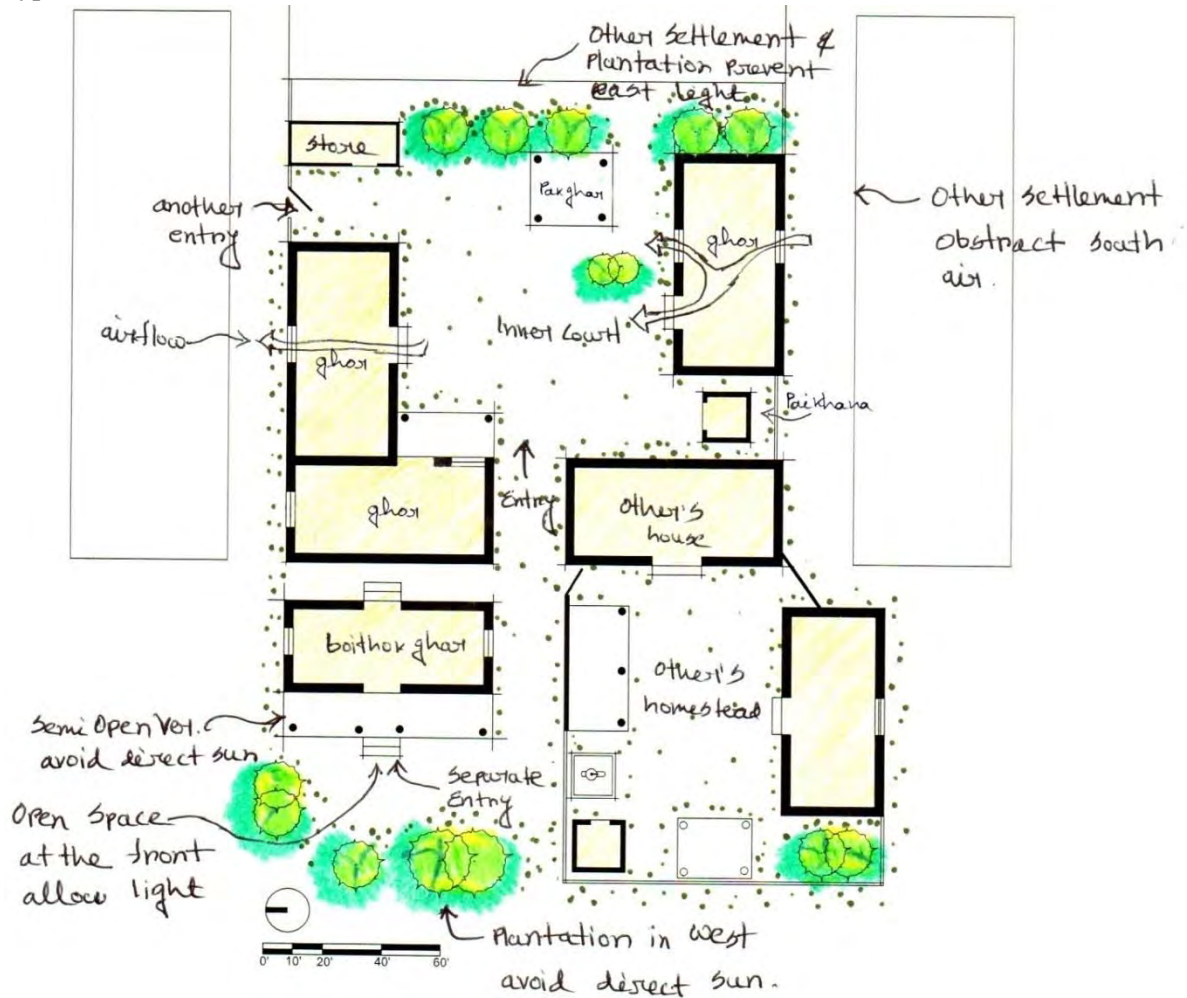 Other Settlement &
Plantation Prevent
east light
store
Pakghar
another
entry
ghor
Other Settlement
Obstract South
air.
airflow
ghor
Inner Court
Paikhana
Entry
ghor
Other's
house
boithok ghar
Other's
homestead
Semi Open Ver.
avoid direct sun
Separate
Entry
Open Space
at the front
allow light
Plantation in West
avoid direct sun.
0' 10' 20' 40' 60'